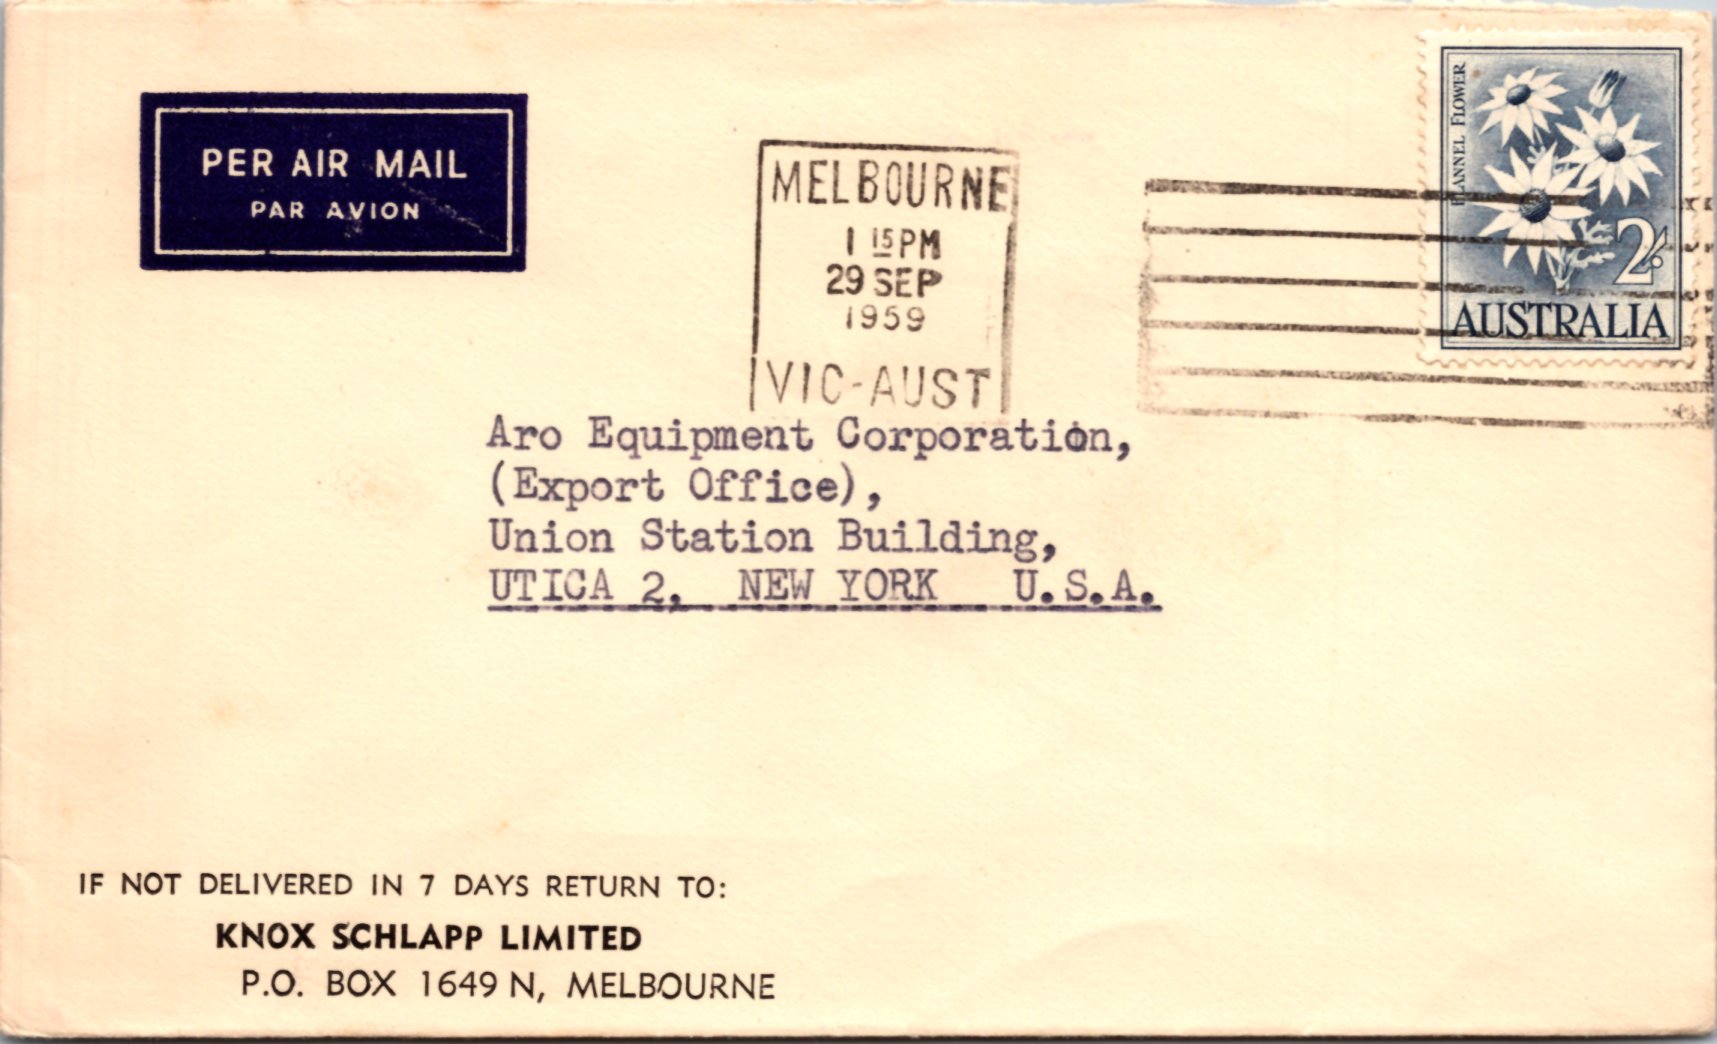 PER AIR MAIL
PAR AVION
MELBOURNE
1 15 PM
29 SEP
1959
VIC-AUST
FLANNEL FLOWER
2/-
AUSTRALIA
Aro Equipment Corporation,
(Export Office),
Union Station Building,
UTICA 2, NEW YORK U.S.A.
IF NOT DELIVERED IN 7 DAYS RETURN TO:
KNOX SCHLAPP LIMITED
P.O. BOX 1649 N, MELBOURNE